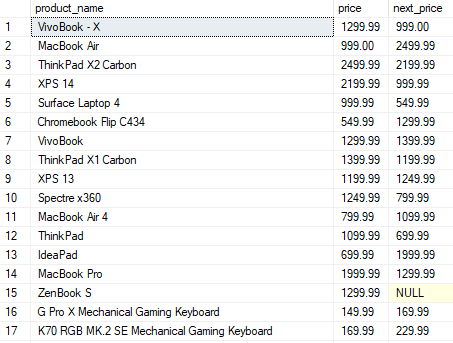 product_name price next_price
1 VivoBook - X 1299.99 999.00
2 MacBook Air 999.00 2499.99
3 ThinkPad X2 Carbon 2499.99 2199.99
4 XPS 14 2199.99 999.99
5 Surface Laptop 4 999.99 549.99
6 Chromebook Flip C434 549.99 1299.99
7 VivoBook 1299.99 1399.99
8 ThinkPad X1 Carbon 1399.99 1199.99
9 XPS 13 1199.99 1249.99
10 Spectre x360 1249.99 799.99
11 MacBook Air 4 799.99 1099.99
12 ThinkPad 1099.99 699.99
13 IdeaPad 699.99 1999.99
14 MacBook Pro 1999.99 1299.99
15 ZenBook S 1299.99 NULL
16 G Pro X Mechanical Gaming Keyboard 149.99 169.99
17 K70 RGB MK.2 SE Mechanical Gaming Keyboard 169.99 229.99